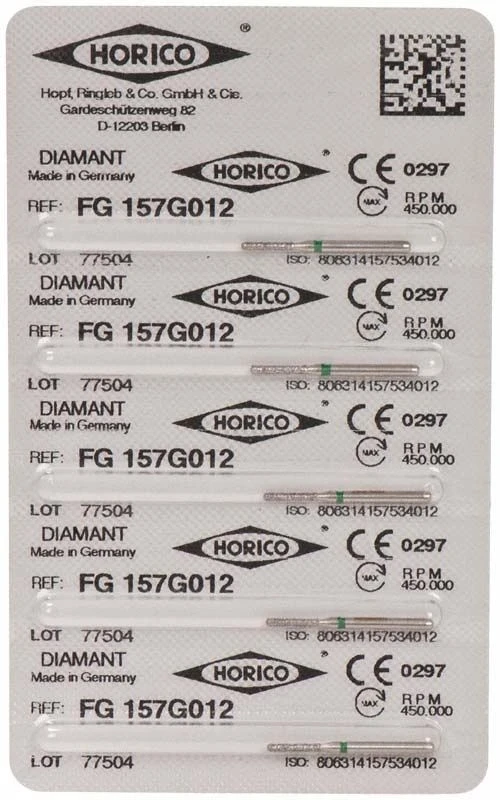 HORICO ®
Hopf, Ringleb & Co. GmbH & Cie.
Gardeschützenweg 82
D-12203 Berlin
DIAMANT HORICO ® CE 0297
Made in Germany MAX RPM
REF: FG 157G012 450.000
LOT 77504 ISO: 806314157534012
DIAMANT HORICO ® CE 0297
Made in Germany MAX RPM
REF: FG 157G012 450.000
LOT 77504 ISO: 806314157534012
DIAMANT HORICO ® CE 0297
Made in Germany MAX RPM
REF: FG 157G012 450.000
LOT 77504 ISO: 806314157534012
DIAMANT HORICO ® CE 0297
Made in Germany MAX RPM
REF: FG 157G012 450.000
LOT 77504 ISO: 806314157534012
DIAMANT HORICO ® CE 0297
Made in Germany MAX RPM
REF: FG 157G012 450.000
LOT 77504 ISO: 806314157534012